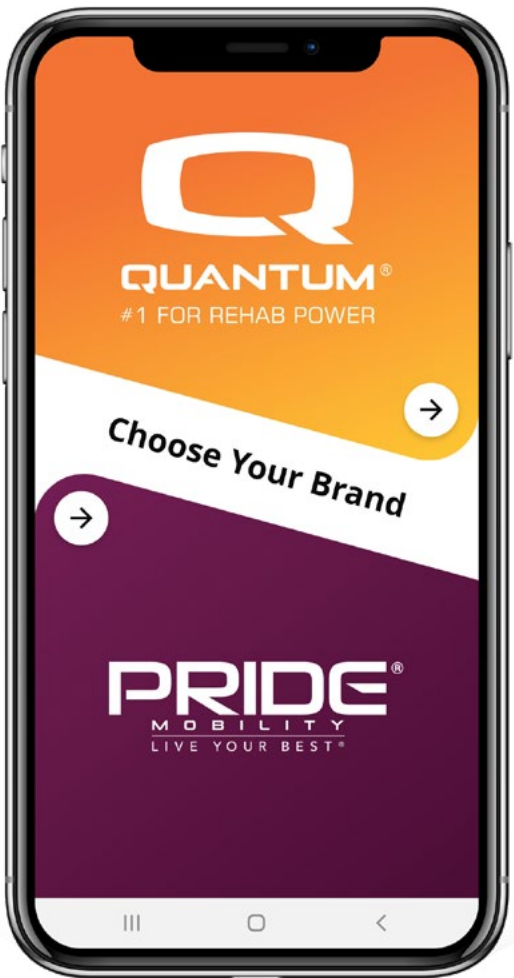 QUANTUM®
#1 FOR REHAB POWER
Choose Your Brand
PRIDE®
MOBILITY
LIVE YOUR BEST®